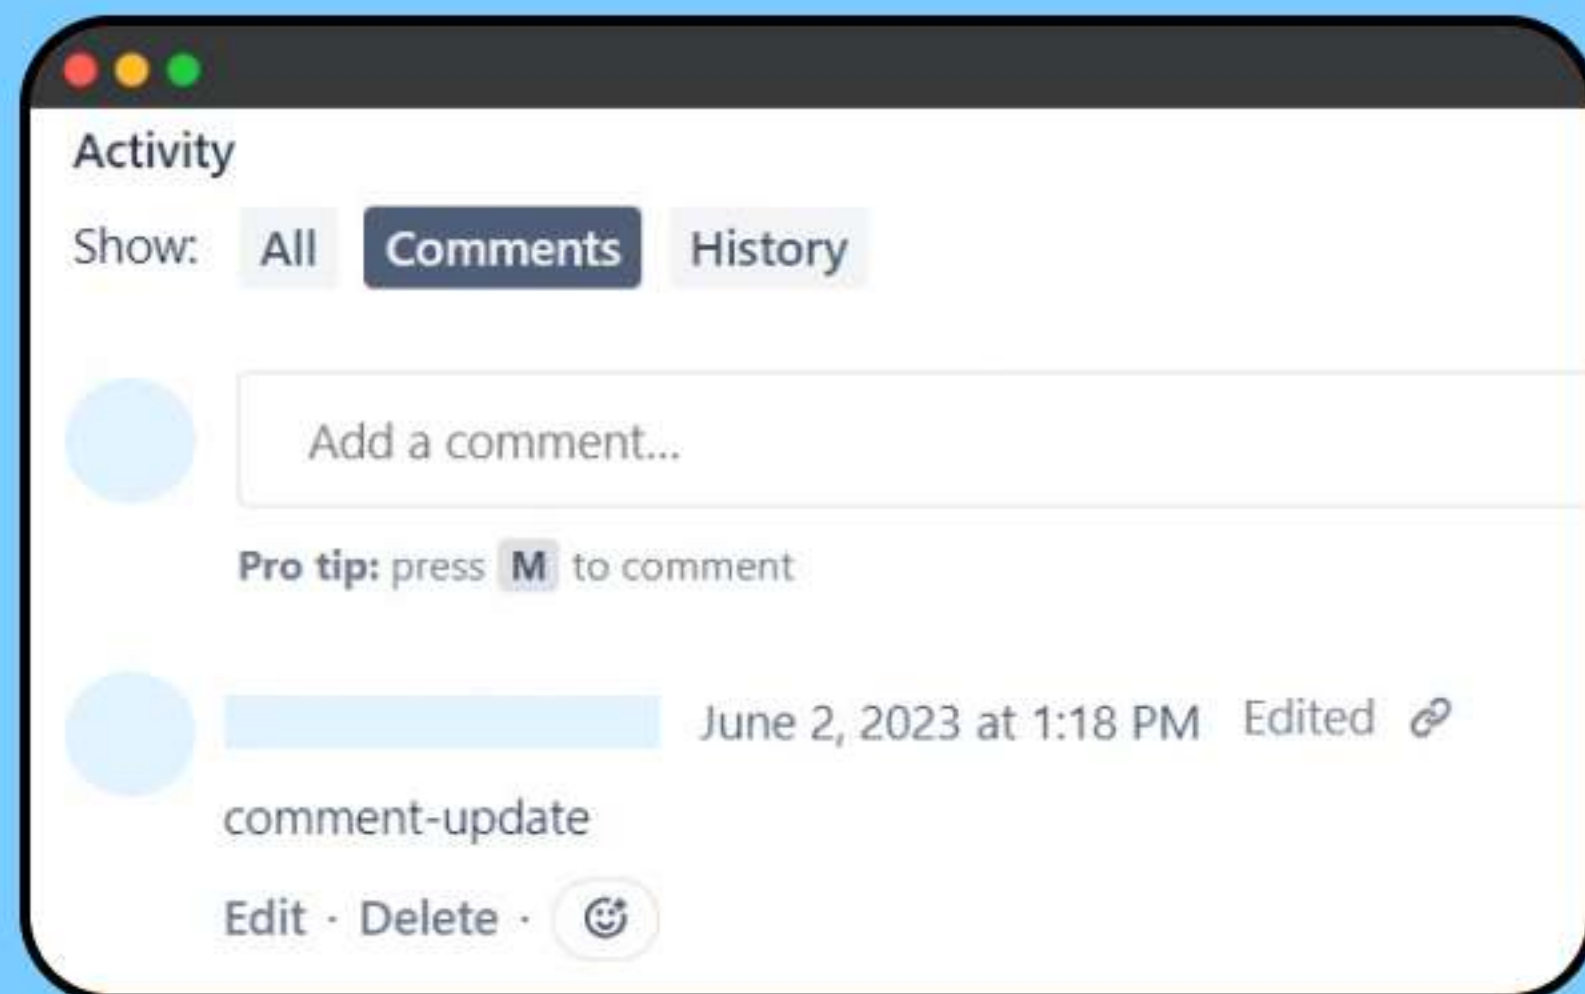 Activity
Show: All Comments History
Add a comment...
Pro tip: press M to comment
June 2, 2023 at 1:18 PM Edited
comment-update
Edit · Delete ·